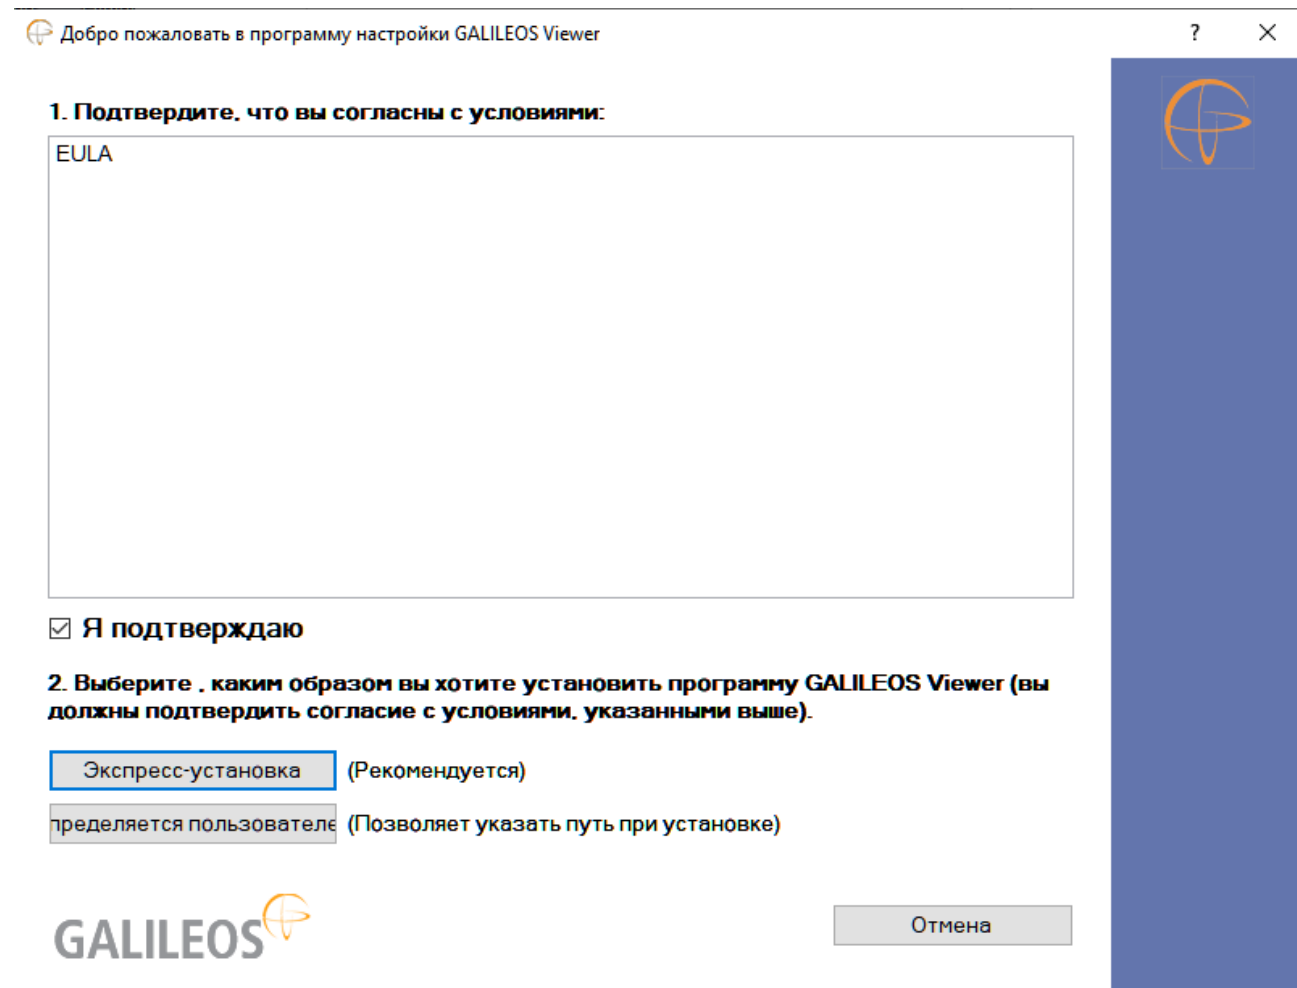 Добро пожаловать в программу настройки GALILEOS Viewer
?
1. Подтвердите, что вы согласны с условиями:
EULA
Я подтверждаю
2. Выберите , каким образом вы хотите установить программу GALILEOS Viewer (вы
должны подтвердить согласие с условиями, указанными выше).
Экспресс-установка (Рекомендуется)
пределяется пользователе (Позволяет указать путь при установке)
GALILEOS
Отмена